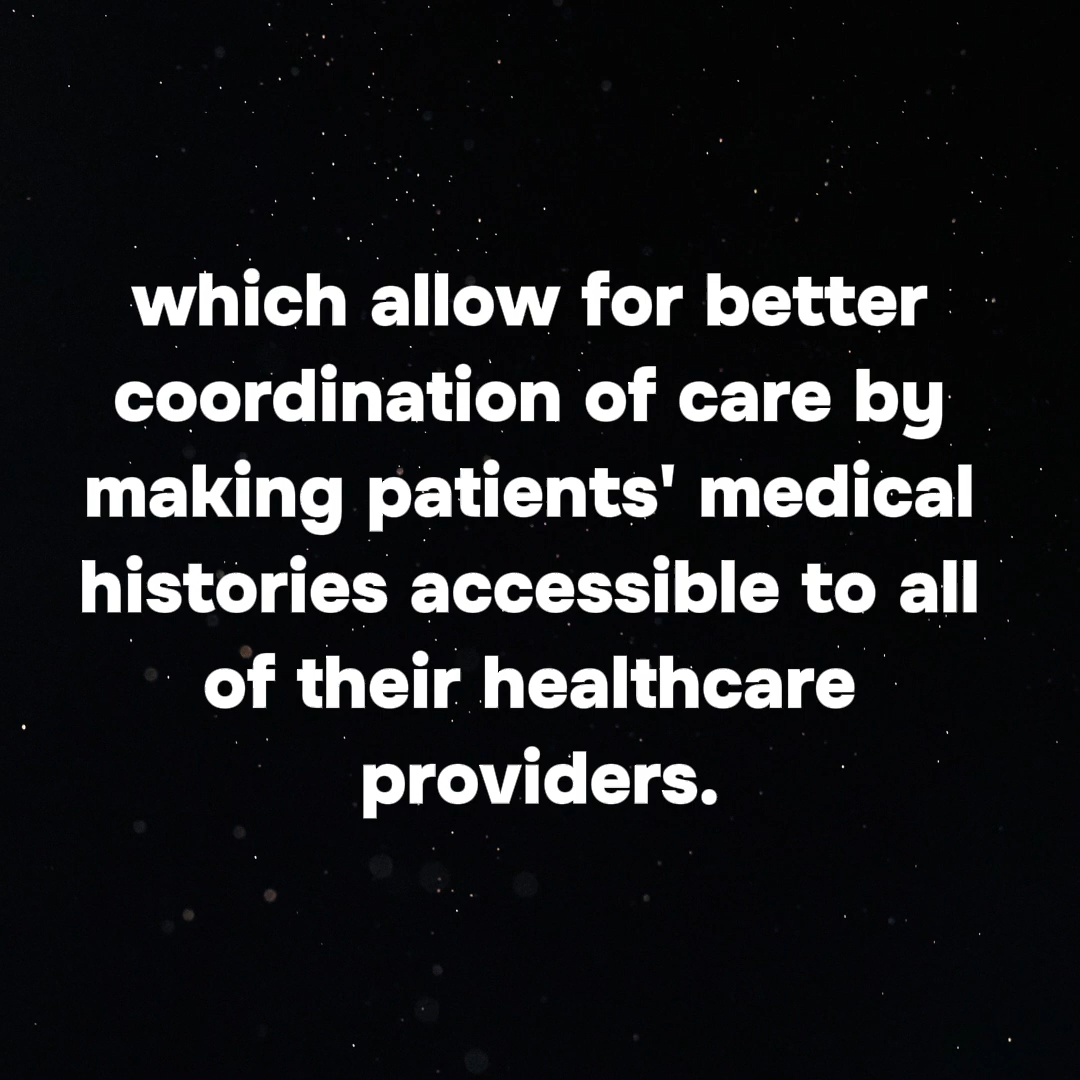 which allow for better
coordination of care by
making patients' medical
histories accessible to all
of their healthcare
providers.